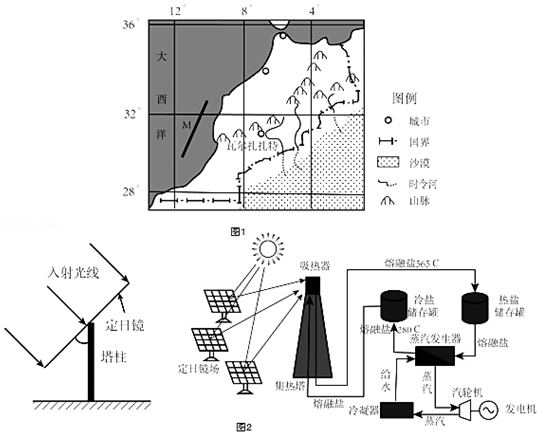 12° 8° 4°
36°
32°
28°
大
西
洋
M
瓦尔扎扎特
图例
城市
国界
沙漠
时令河
山脉
图1
入射光线
定日镜
塔柱
吸热器
定日镜场
集热塔
熔融盐565℃
冷盐
储存罐
热盐
储存罐
熔融盐280℃
蒸汽发生器
熔融盐
给
水
蒸
汽
汽轮机
熔融盐
冷凝器
蒸汽
发电机
图2